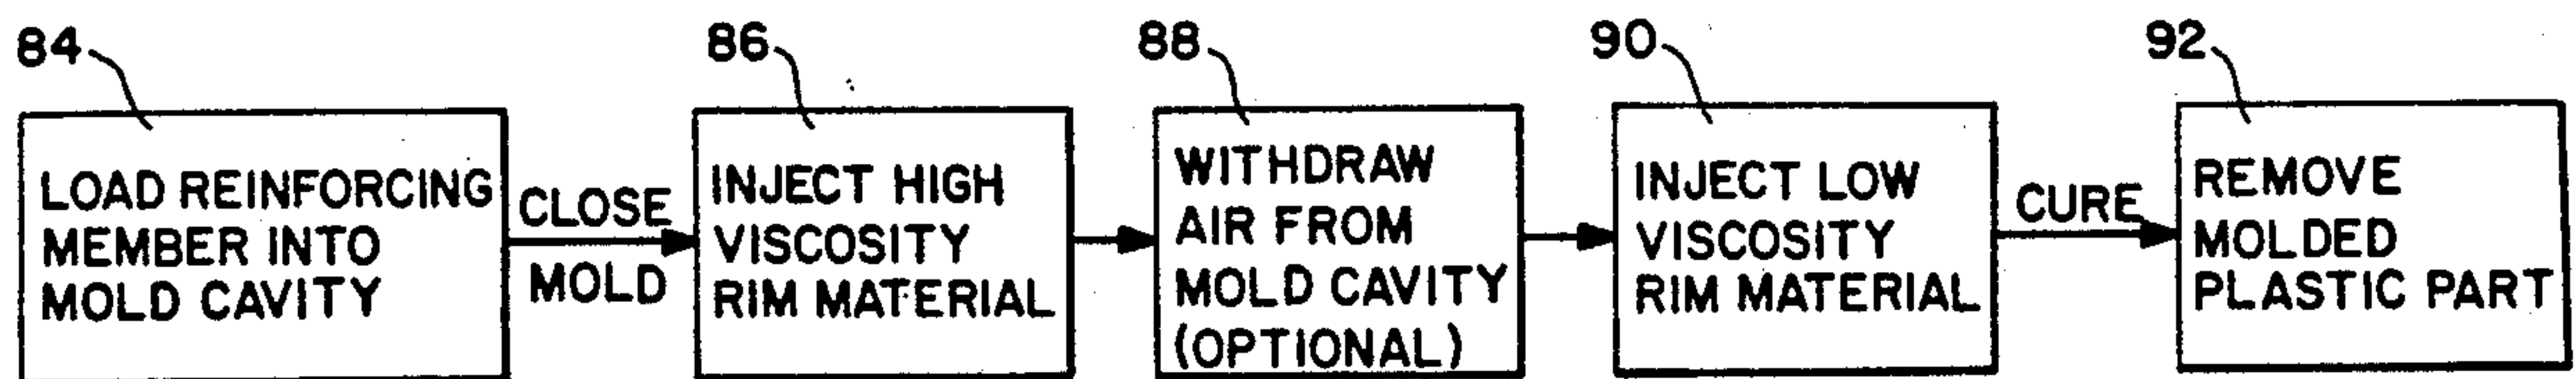 84
86
88
90
92
LOAD REINFORCING
MEMBER INTO
MOLD CAVITY
CLOSE
MOLD
INJECT HIGH
VISCOSITY
RIM MATERIAL
WITHDRAW
AIR FROM
MOLD CAVITY
(OPTIONAL)
INJECT LOW
VISCOSITY
RIM MATERIAL
CURE
REMOVE
MOLDED
PLASTIC PART